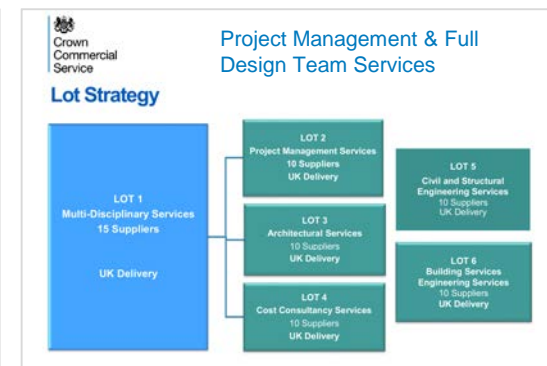 Crown
Commercial
Service
Project Management & Full
Design Team Services
Lot Strategy
LOT 1
Multi-Disciplinary Services
15 Suppliers
UK Delivery
LOT 2
Project Management Services
10 Suppliers
UK Delivery
LOT 3
Architectural Services
10 Suppliers
UK Delivery
LOT 4
Cost Consultancy Services
10 Suppliers
UK Delivery
LOT 5
Civil and Structural
Engineering Services
10 Suppliers
UK Delivery
LOT 6
Building Services
Engineering Services
10 Suppliers
UK Delivery